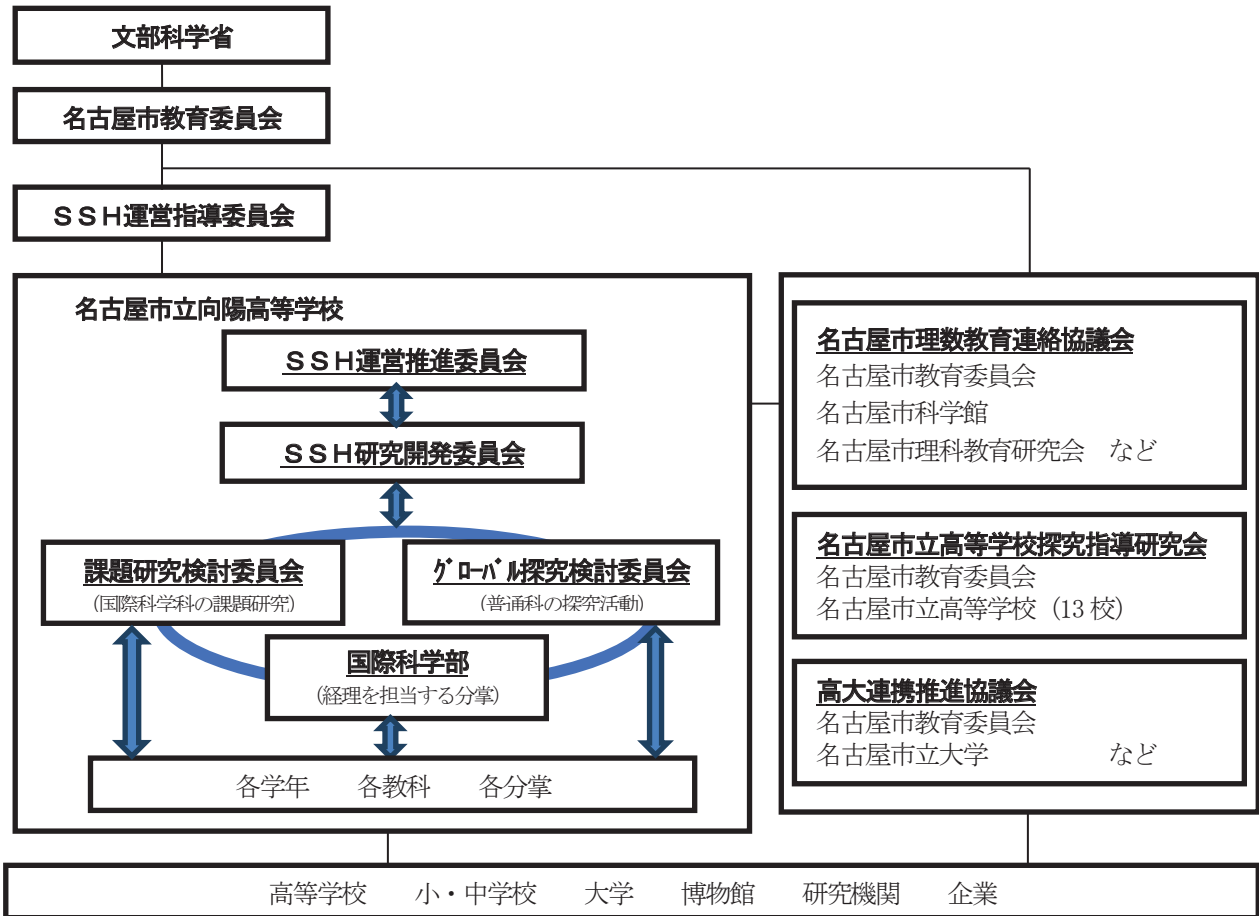 文部科学省
名古屋市教育委員会
ＳＳＨ運営指導委員会
名古屋市立向陽高等学校
ＳＳＨ運営推進委員会
ＳＳＨ研究開発委員会
課題研究検討委員会
(国際科学科の課題研究)
グローバル探究検討委員会
(普通科の探究活動)
国際科学部
(経理を担当する分掌)
各学年　各教科　各分掌
名古屋市理数教育連絡協議会
名古屋市教育委員会
名古屋市科学館
名古屋市理科教育研究会　など
名古屋市立高等学校探究指導研究会
名古屋市教育委員会
名古屋市立高等学校（13校）
高大連携推進協議会
名古屋市教育委員会
名古屋市立大学　など
高等学校　小・中学校　大学　博物館　研究機関　企業